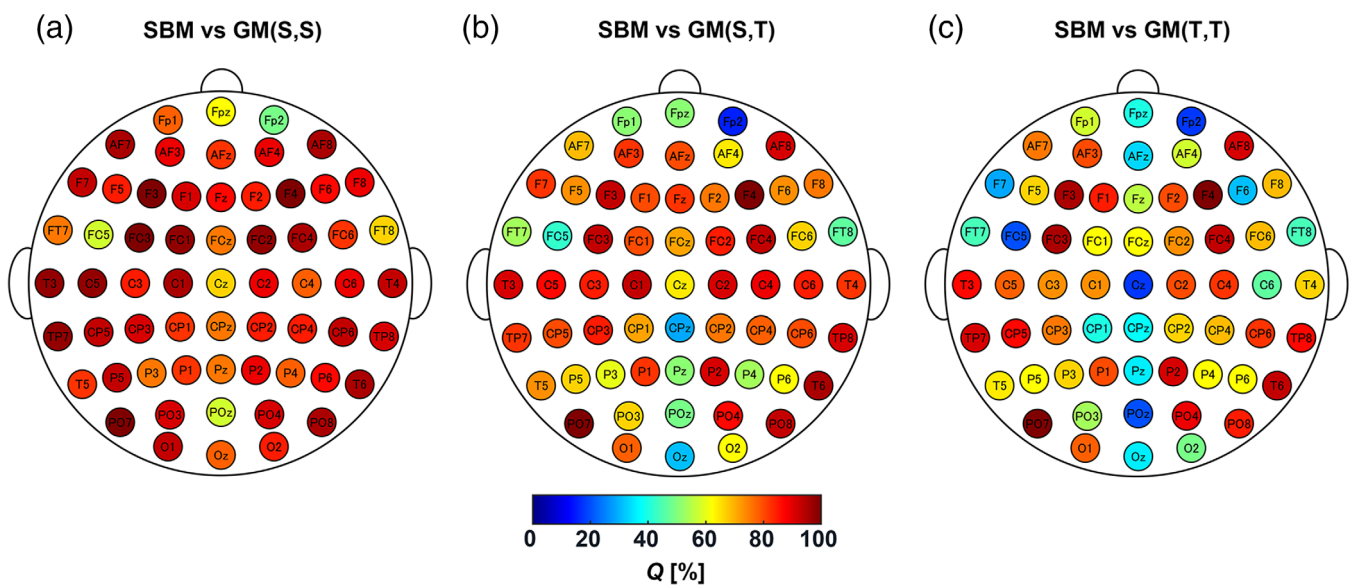 (a) SBM vs GM(S,S)
Fpz
Fp1 Fp2
AF7 AF3 AFz AF4 AF8
F7 F5 F3 F1 Fz F2 F4 F6 F8
FT7 FC5 FC3 FC1 FCz FC2 FC4 FC6 FT8
T3 C5 C3 C1 Cz C2 C4 C6 T4
TP7 CP5 CP3 CP1 CPz CP2 CP4 CP6 TP8
T5 P5 P3 P1 Pz P2 P4 P6 T6
PO7 PO3 POz PO4 PO8
O1 Oz O2
(b) SBM vs GM(S,T)
Fpz
Fp1 Fp2
AF7 AF3 AFz AF4 AF8
F7 F5 F3 F1 Fz F2 F4 F6 F8
FT7 FC5 FC3 FC1 FCz FC2 FC4 FC6 FT8
T3 C5 C3 C1 Cz C2 C4 C6 T4
TP7 CP5 CP3 CP1 CPz CP2 CP4 CP6 TP8
T5 P5 P3 P1 Pz P2 P4 P6 T6
PO7 PO3 POz PO4 PO8
O1 Oz O2
(c) SBM vs GM(T,T)
Fpz
Fp1 Fp2
AF7 AF3 AFz AF4 AF8
F7 F5 F3 F1 Fz F2 F4 F6 F8
FT7 FC5 FC3 FC1 FCz FC2 FC4 FC6 FT8
T3 C5 C3 C1 Cz C2 C4 C6 T4
TP7 CP5 CP3 CP1 CPz CP2 CP4 CP6 TP8
T5 P5 P3 P1 Pz P2 P4 P6 T6
PO7 PO3 POz PO4 PO8
O1 Oz O2
0 20 40 60 80 100
Q [%]